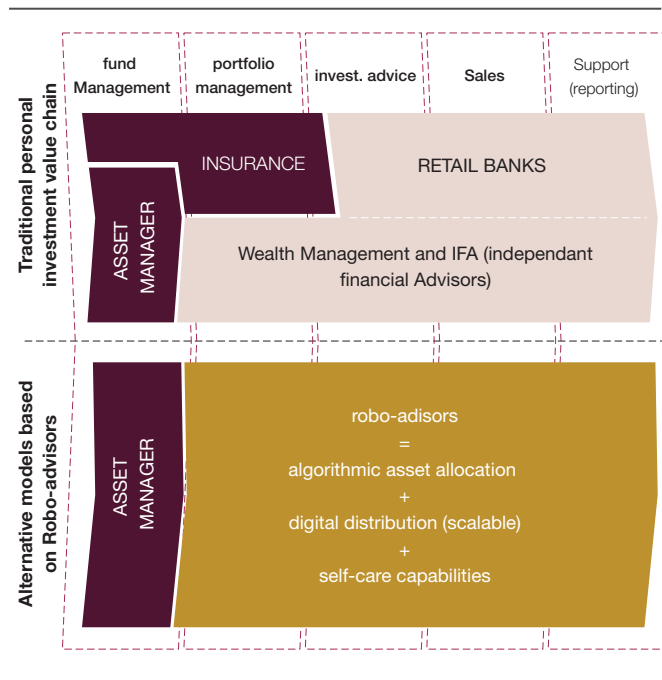 fund
Management
portfolio
management
invest. advice
Sales
Support
(reporting)
Traditional personal
investment value chain
INSURANCE
RETAIL BANKS
ASSET
MANAGER
Wealth Management and IFA (independant
financial Advisors)
Alternative models based
on Robo-advisors
ASSET
MANAGER
robo-adisors
=
algorithmic asset allocation
+
digital distribution (scalable)
+
self-care capabilities